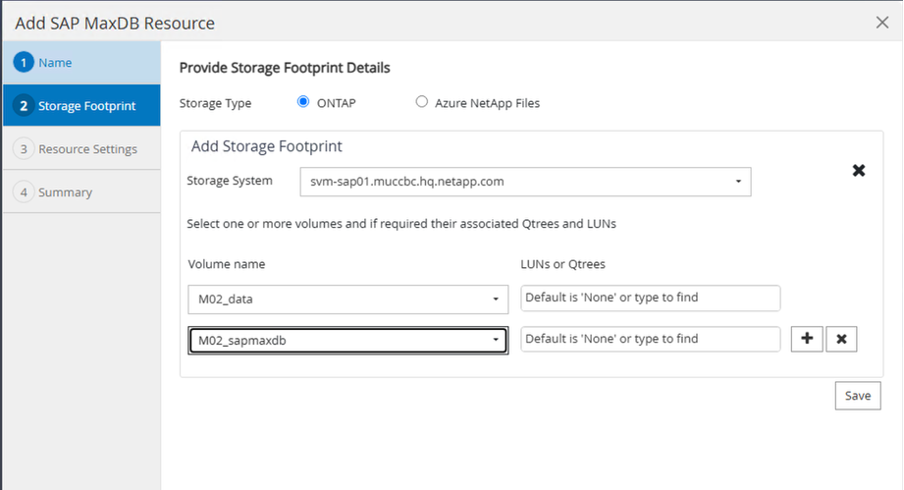 Add SAP MaxDB Resource
1 Name
2 Storage Footprint
3 Resource Settings
4 Summary
Provide Storage Footprint Details
Storage Type ONTAP Azure NetApp Files
Add Storage Footprint
Storage System svm-sap01.muccbc.hq.netapp.com
Select one or more volumes and if required their associated Qtrees and LUNs
Volume name LUNs or Qtrees
M02_data Default is 'None' or type to find
M02_sapmaxdb Default is 'None' or type to find
Save